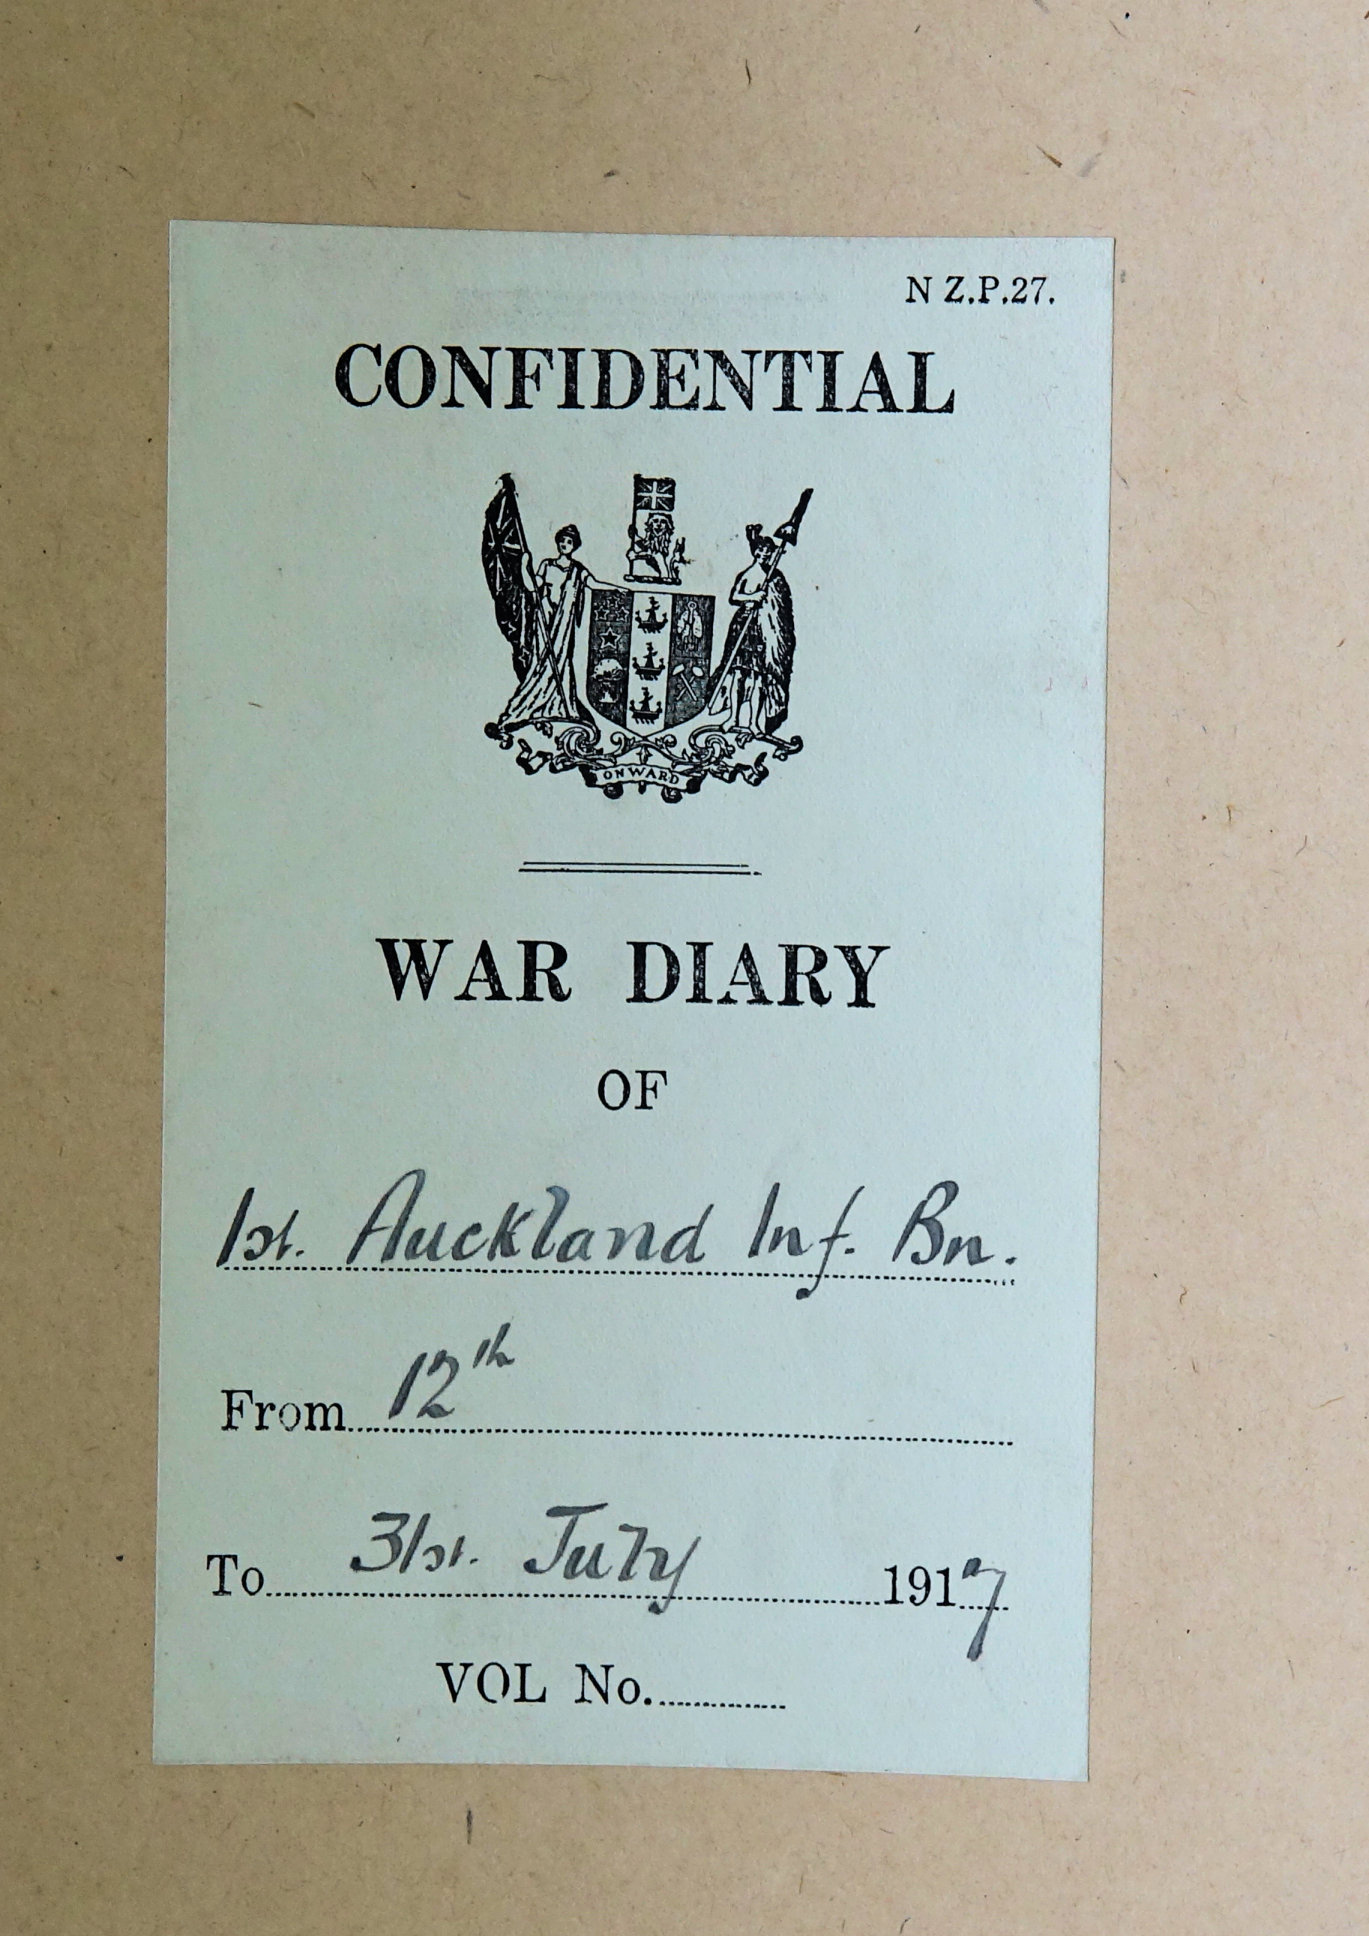 N Z.P.27.
CONFIDENTIAL
ONWARD
WAR DIARY
OF
1st. Auckland Inf. Bn.
From 12th
To 31st. July 1917
VOL No.